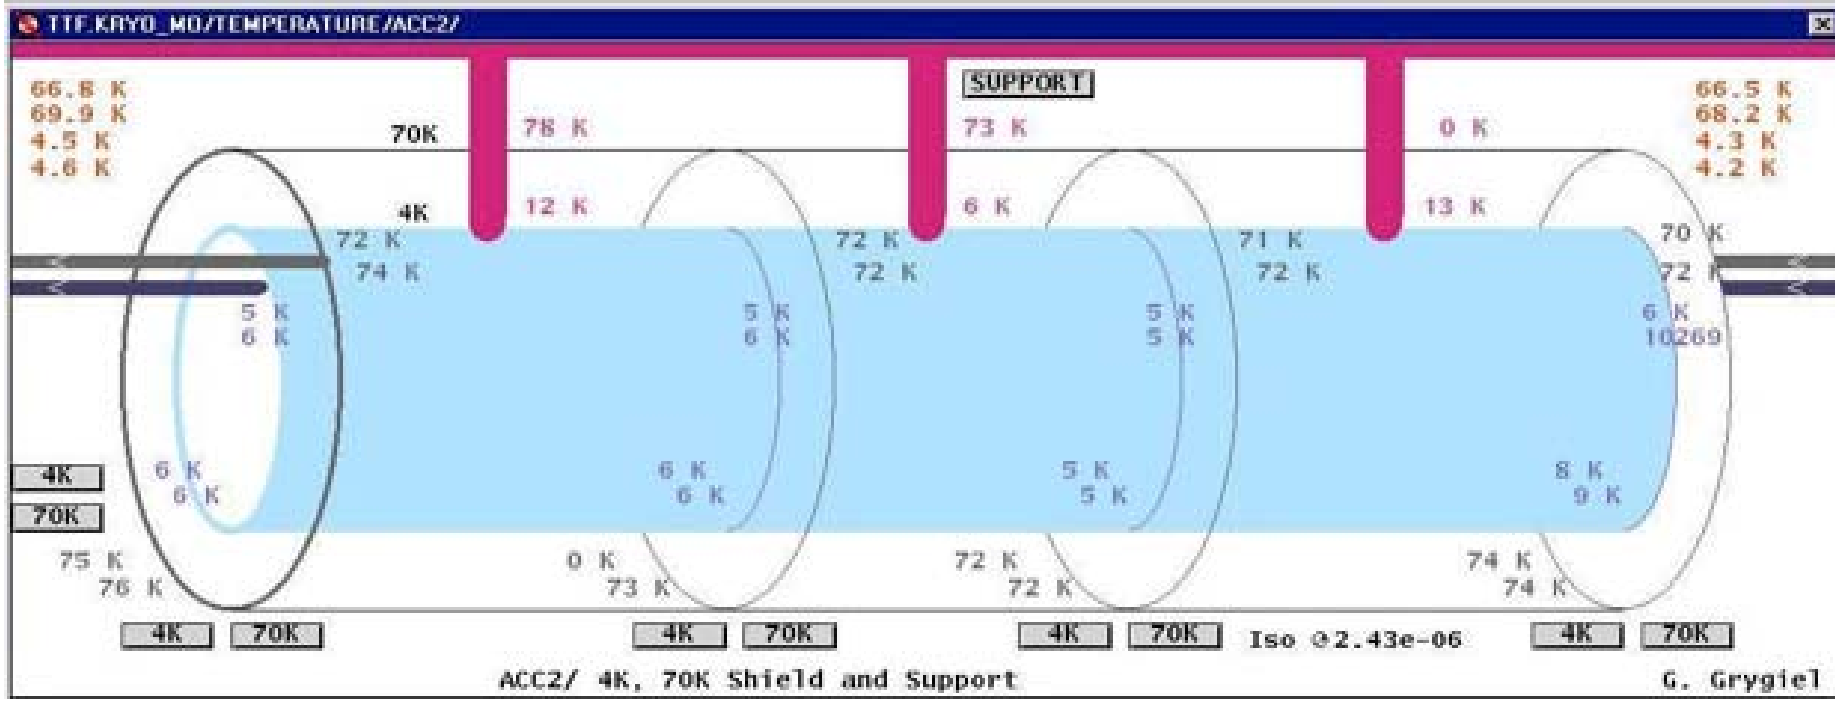 TTF.KRYO_MO/TEMPERATURE/ACC2/
66.8 K
69.9 K
4.5 K
4.6 K
SUPPORT
66.5 K
68.2 K
4.3 K
4.2 K
70K 78 K 73 K 0 K
4K 12 K 6 K 13 K
72 K 72 K 71 K 70 K
74 K 72 K 72 K 72 K
5 K 5 K 5 K 6 K
6 K 6 K 5 K 10269
4K 6 K 6 K 5 K 8 K
6 K 6 K 5 K 9 K
70K
75 K 0 K 72 K 74 K
76 K 73 K 72 K 74 K
4K 70K 4K 70K 4K 70K Iso 2.43e-06 4K 70K
ACC2/ 4K, 70K Shield and Support G. Grygiel